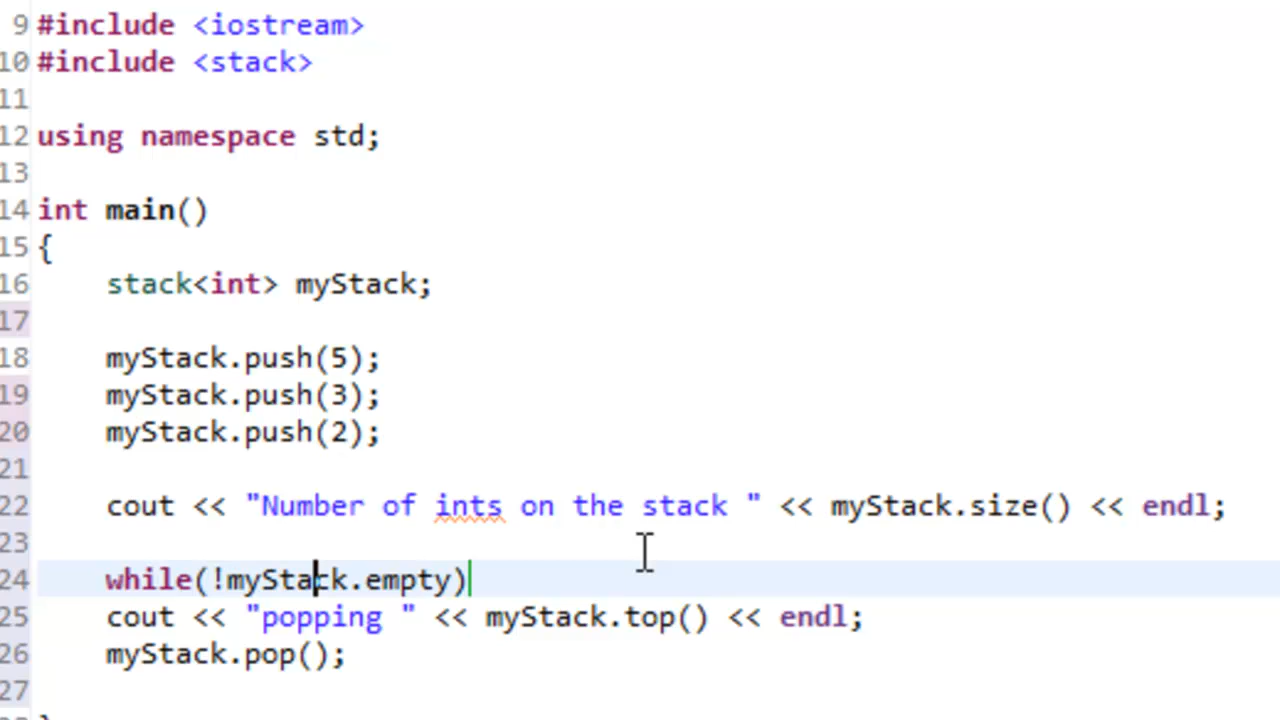 9 #include <iostream>
10 #include <stack>
11
12 using namespace std;
13
14 int main()
15 {
16 stack<int> myStack;
17
18 myStack.push(5);
19 myStack.push(3);
20 myStack.push(2);
21
22 cout << "Number of ints on the stack " << myStack.size() << endl;
23
24 while(!myStack.empty)
25 cout << "popping " << myStack.top() << endl;
26 myStack.pop();
27